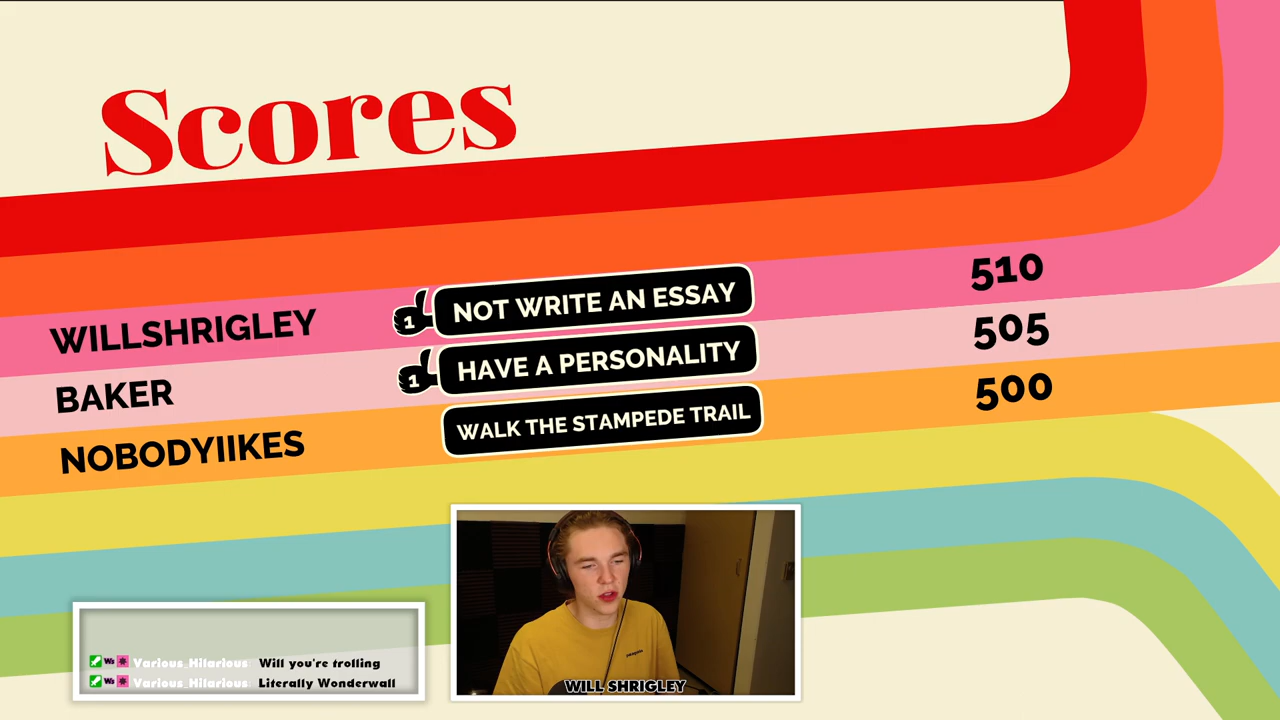 Scores
WILLSHRIGLEY 1 NOT WRITE AN ESSAY 510
BAKER 1 HAVE A PERSONALITY 505
NOBODYIIKES WALK THE STAMPEDE TRAIL 500
Various_Hilarious: Will you're trolling
Various_Hilarious: Literally Wonderwall
WILL SHRIGLEY